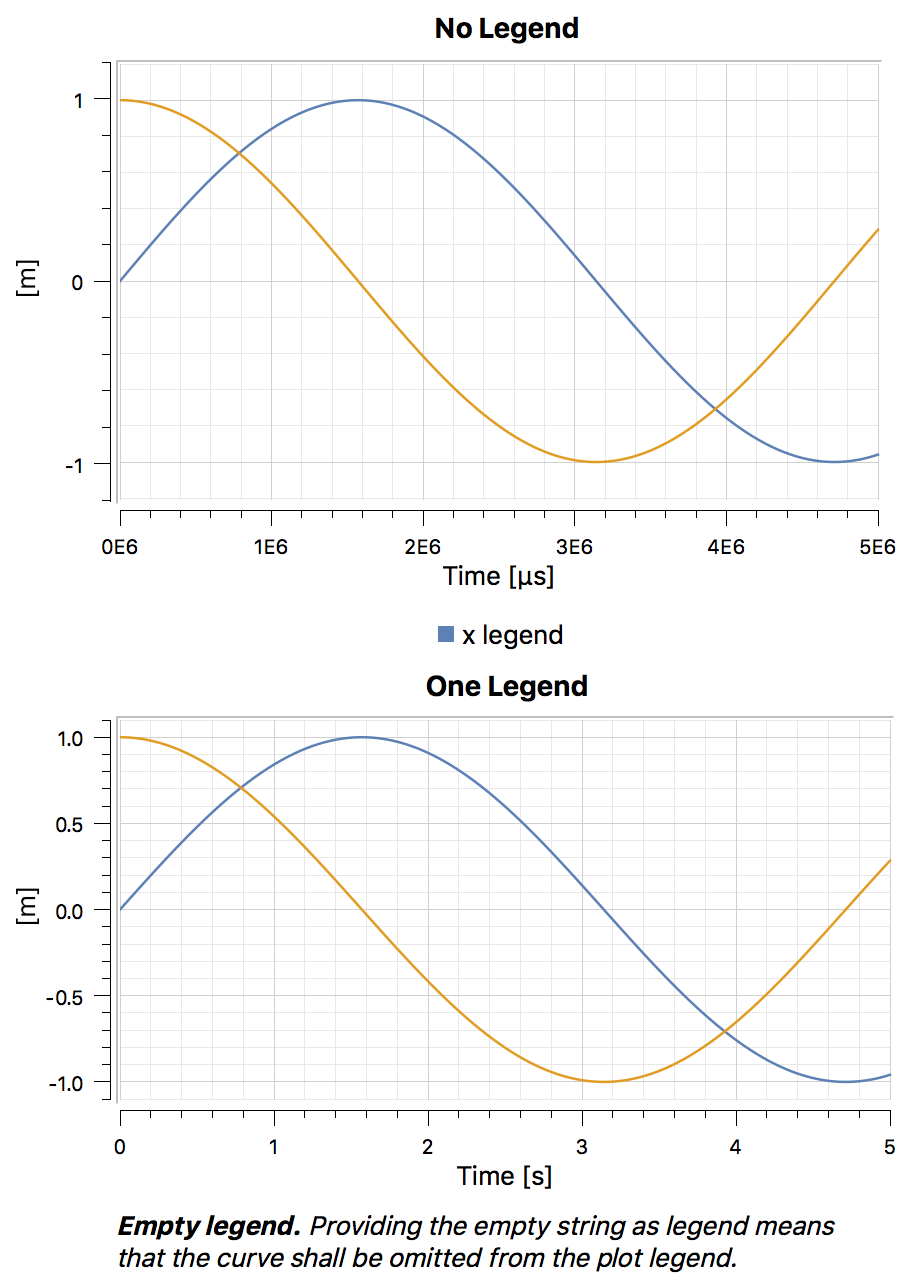 No Legend
1
0
-1
[m]
0E6 1E6 2E6 3E6 4E6 5E6
Time [µs]
x legend
One Legend
1.0
0.5
0.0
-0.5
-1.0
[m]
0 1 2 3 4 5
Time [s]
Empty legend. Providing the empty string as legend means
that the curve shall be omitted from the plot legend.